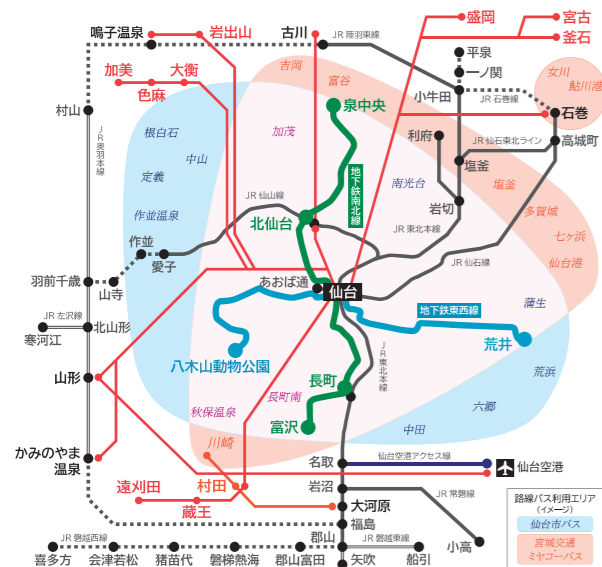 盛岡
宮古
釜石
鳴子温泉
岩出山
古川
JR 陸羽東線
平泉
一ノ関
女川
鮎川港
加美
大衡
色麻
吉岡
富谷
泉中央
小牛田
JR 石巻線
石巻
村山
JR奥羽本線
根白石
中山
定義
作並温泉
加茂
地下鉄南北線
利府
JR 仙石東北ライン
高城町
塩釜
南光台
塩釜
多賀城
七ヶ浜
仙台港
JR 仙山線
北仙台
岩切
JR 東北本線
JR 仙石線
作並
愛子
羽前千歳
山寺
あおば通
仙台
地下鉄東西線
蒲生
荒井
JR 左沢線
寒河江
北山形
八木山動物公園
JR東北本線
山形
長町
長町南
秋保温泉
富沢
荒浜
六郷
中田
川崎
かみのやま
温泉
名取
仙台空港アクセス線
仙台空港
遠刈田
村田
蔵王
岩沼
JR 常磐線
大河原
福島
小高
路線バス利用エリア
(イメージ)
仙台市バス
宮城交通
ミヤコーバス
JR 磐越西線
郡山
JR 磐越東線
喜多方
会津若松
猪苗代
磐梯熱海
郡山富田
矢吹
船引